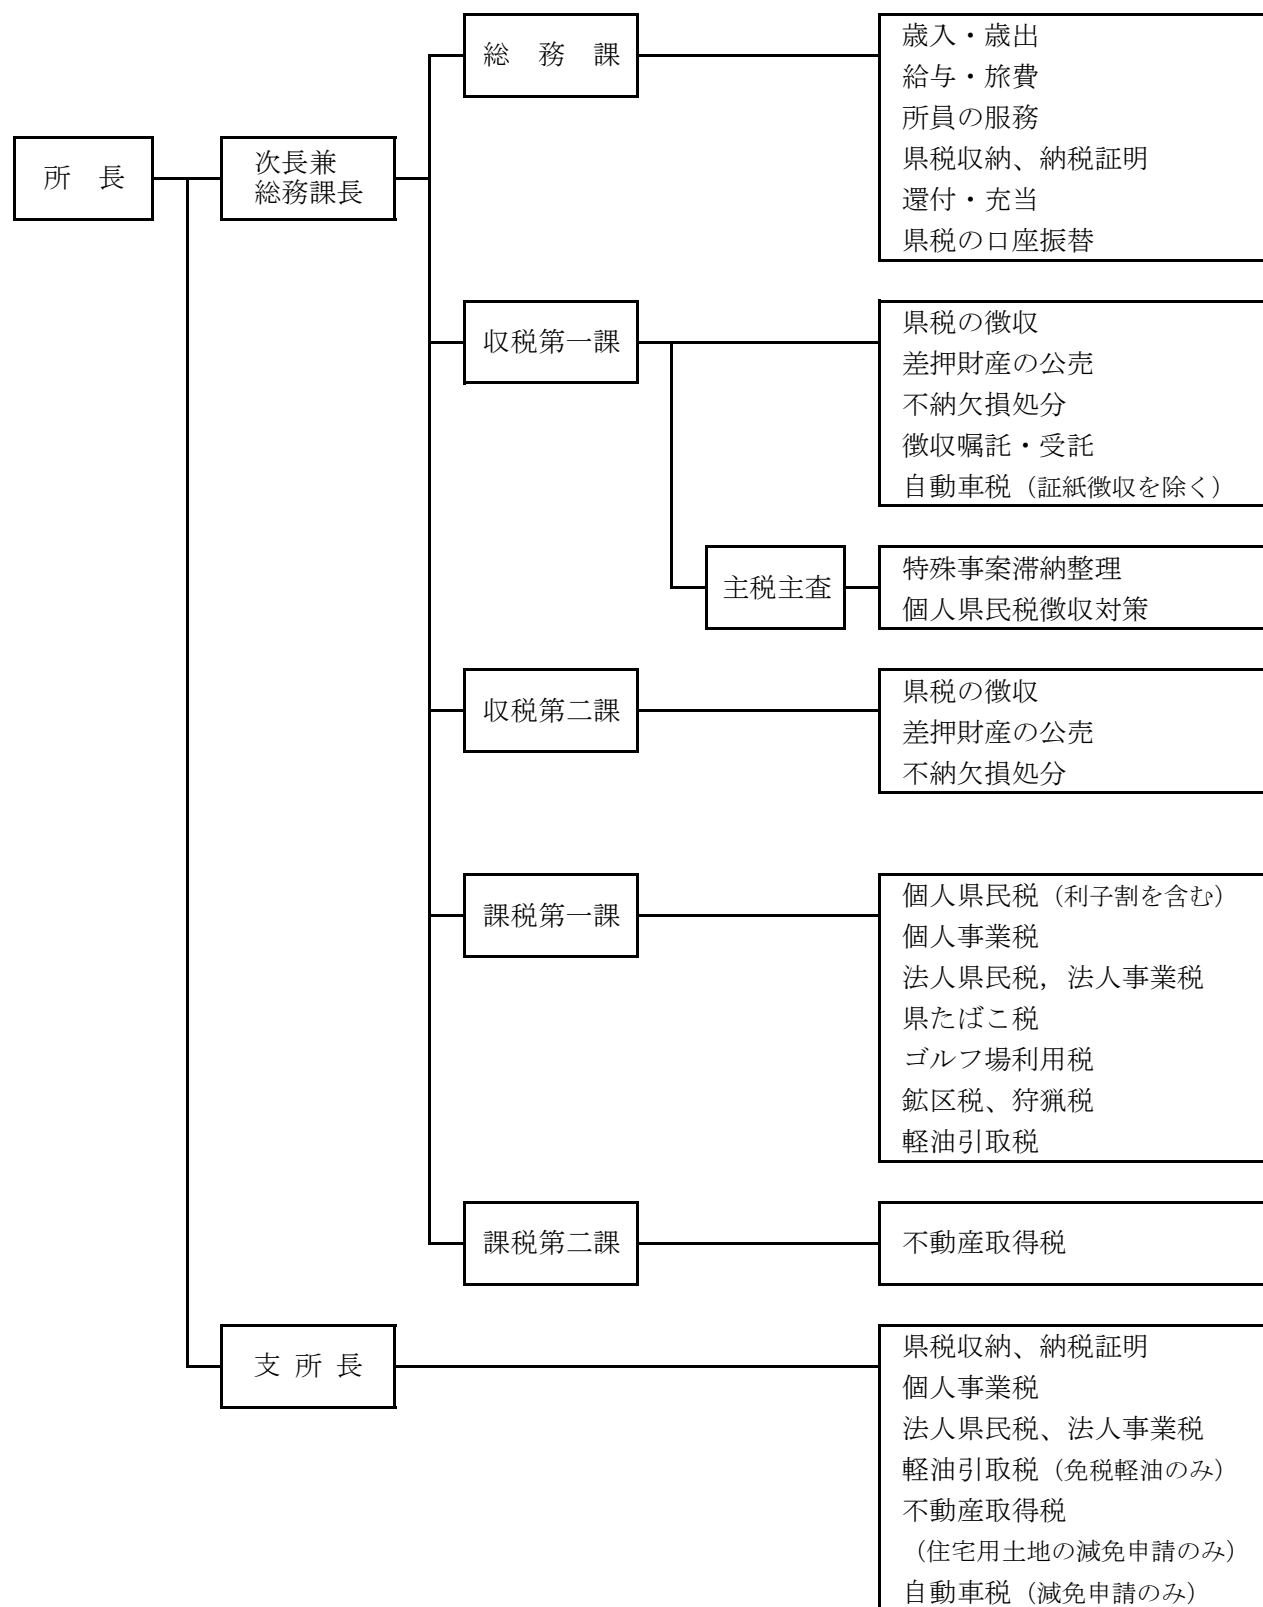 所　長
次長兼
総務課長
総　務　課
歳入・歳出
給与・旅費
所員の服務
県税収納、納税証明
還付・充当
県税の口座振替
収税第一課
県税の徴収
差押財産の公売
不納欠損処分
徴収嘱託・受託
自動車税（証紙徴収を除く）
主税主査
特殊事案滞納整理
個人県民税徴収対策
収税第二課
県税の徴収
差押財産の公売
不納欠損処分
課税第一課
個人県民税（利子割を含む）
個人事業税
法人県民税，法人事業税
県たばこ税
ゴルフ場利用税
鉱区税、狩猟税
軽油引取税
課税第二課
不動産取得税
支 所 長
県税収納、納税証明
個人事業税
法人県民税、法人事業税
軽油引取税（免税軽油のみ）
不動産取得税
（住宅用土地の減免申請のみ）
自動車税（減免申請のみ）